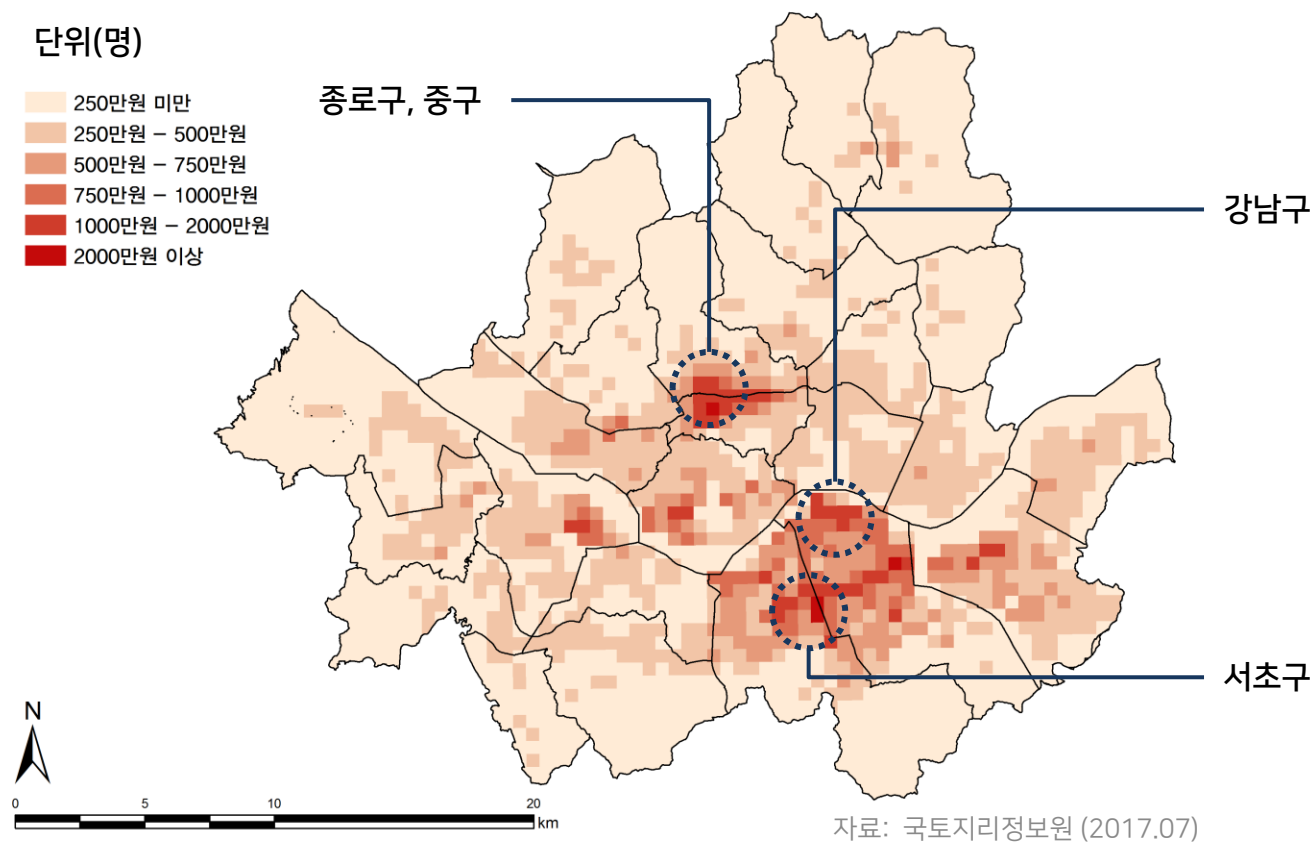 단위(명)
250만원 미만
250만원 – 500만원
500만원 – 750만원
750만원 – 1000만원
1000만원 – 2000만원
2000만원 이상
종로구, 중구
강남구
서초구
N
0 5 10 20
km
자료: 국토지리정보원 (2017.07)